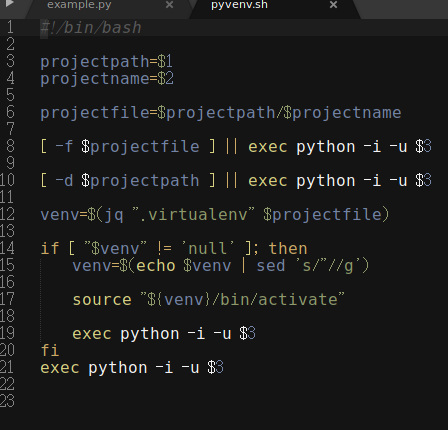 example.py × pyvenv.sh ×
1 #!/bin/bash
2
3 projectpath=$1
4 projectname=$2
5
6 projectfile=$projectpath/$projectname
7
8 [ -f $projectfile ] || exec python -i -u $3
9
10 [ -d $projectpath ] || exec python -i -u $3
11
12 venv=$(jq ".virtualenv" $projectfile)
13
14 if [ "$venv" != 'null' ]; then
15 venv=$(echo $venv | sed 's/"//g')
16
17 source "${venv}/bin/activate"
18
19 exec python -i -u $3
20 fi
21 exec python -i -u $3
22
23